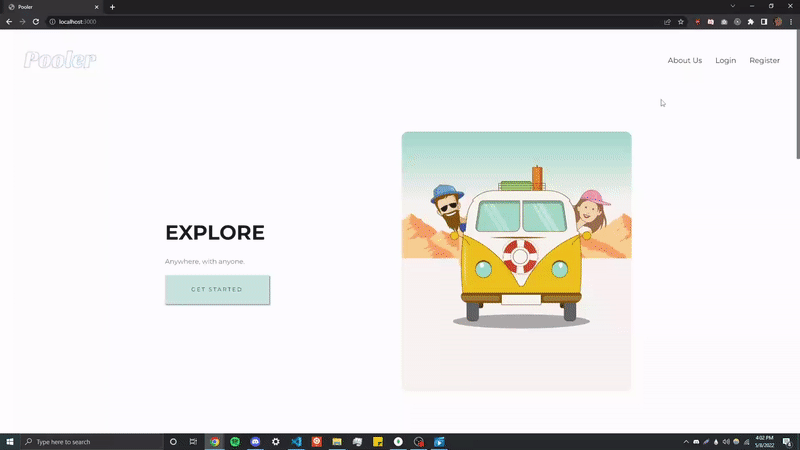 Pooler
localhost:3000
Pooler
About Us
Login
Register
EXPLORE
Anywhere, with anyone.
GET STARTED
Type here to search
4:02 PM
5/8/2022